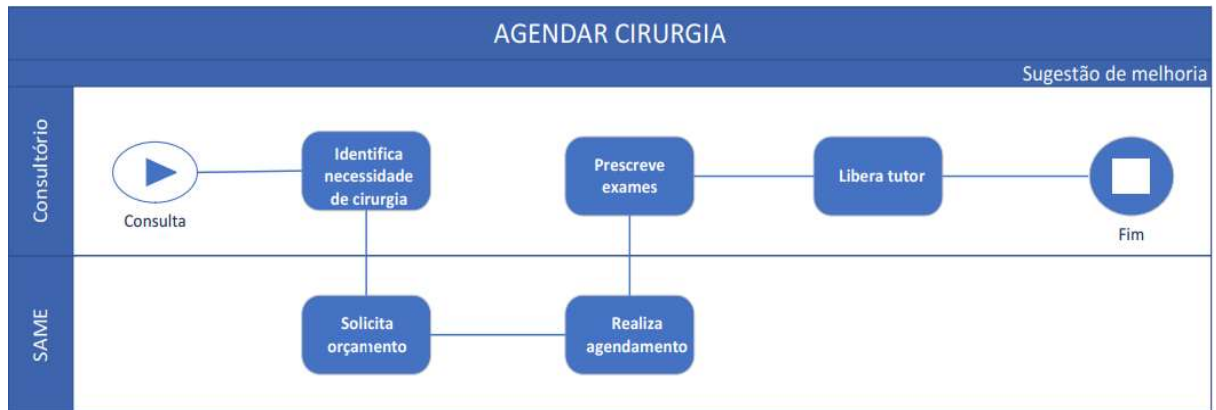 AGENDAR CIRURGIA
Sugestão de melhoria
Consultório
Consulta
Identifica
necessidade
de cirurgia
Prescreve
exames
Libera tutor
Fim
SAME
Solicita
orçamento
Realiza
agendamento